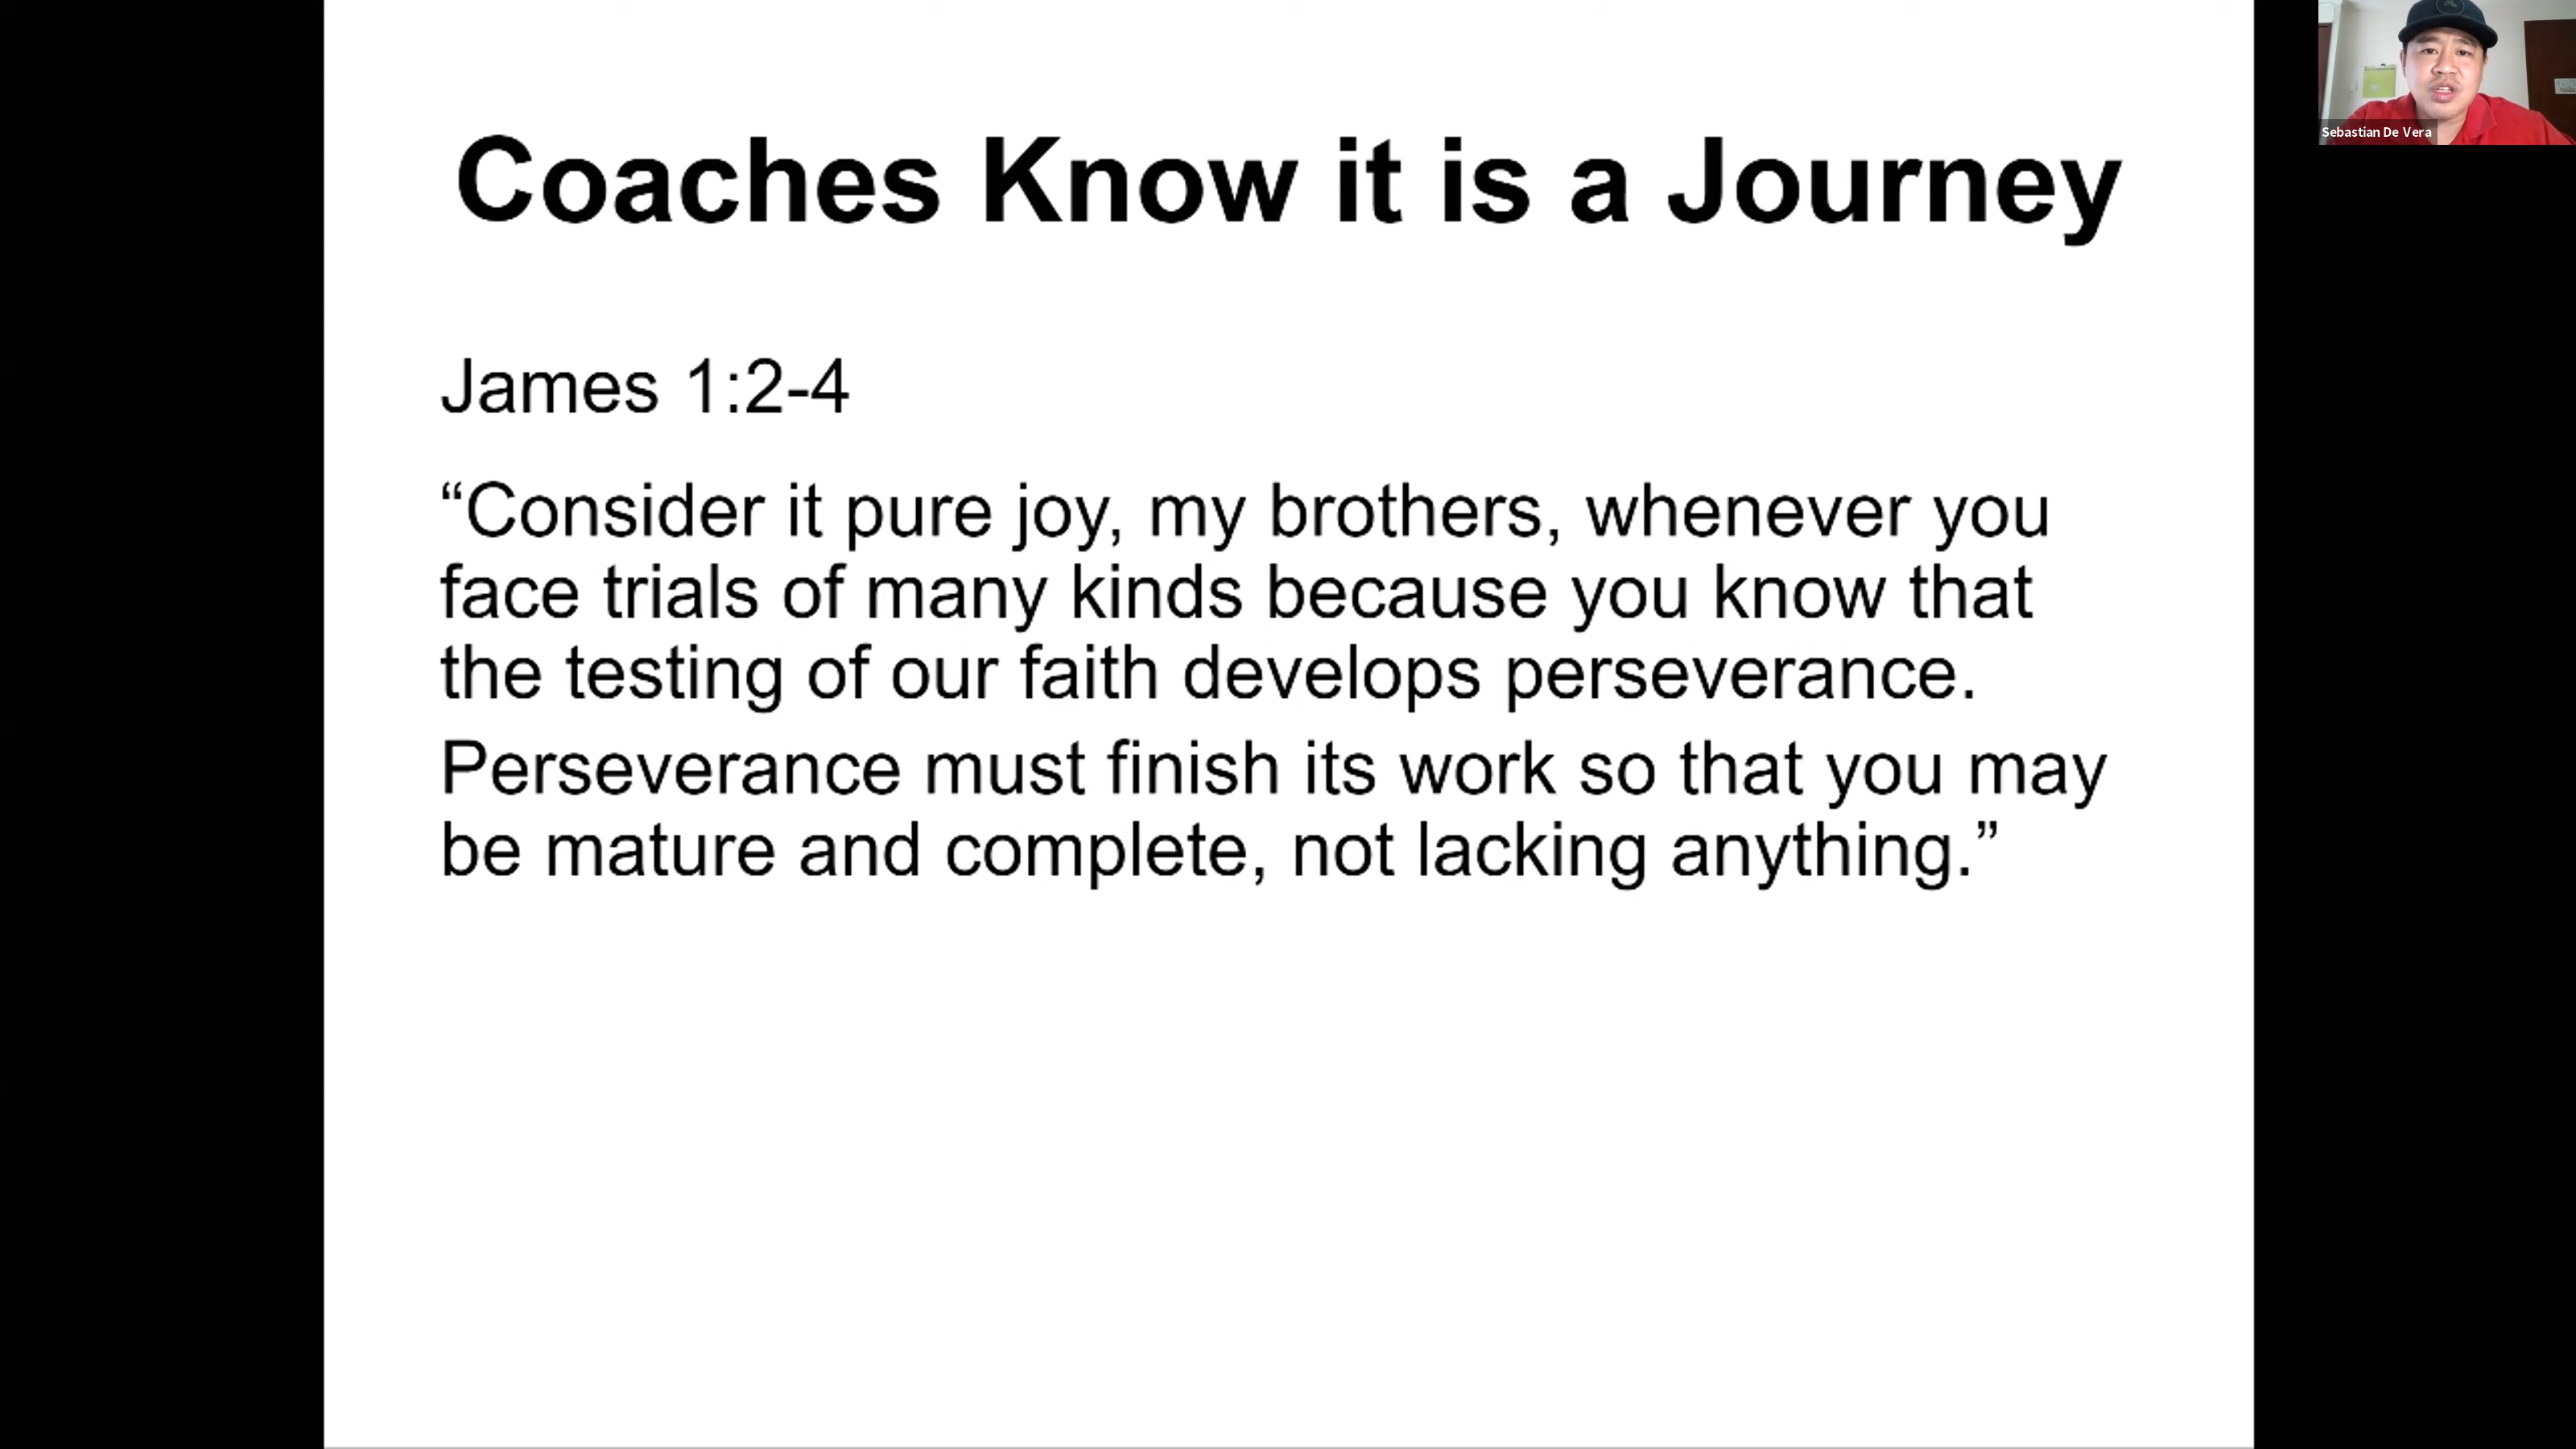 Coaches Know it is a Journey
James 1:2-4
“Consider it pure joy, my brothers, whenever you
face trials of many kinds because you know that
the testing of our faith develops perseverance.
Perseverance must finish its work so that you may
be mature and complete, not lacking anything.”
Sebastian De Vera